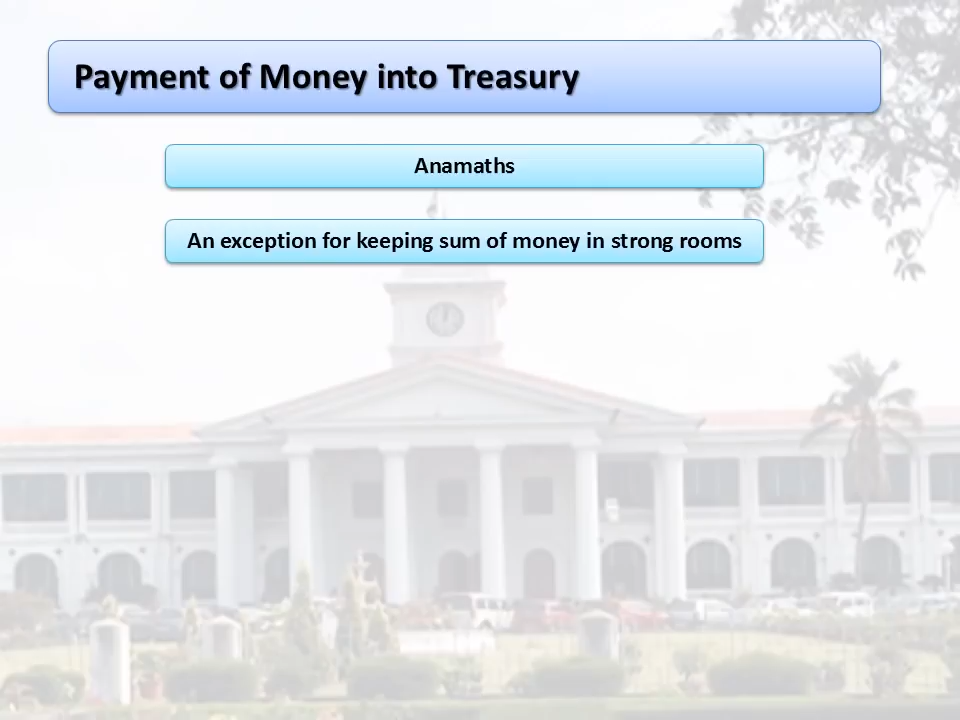 Payment of Money into Treasury
Anamaths
An exception for keeping sum of money in strong rooms